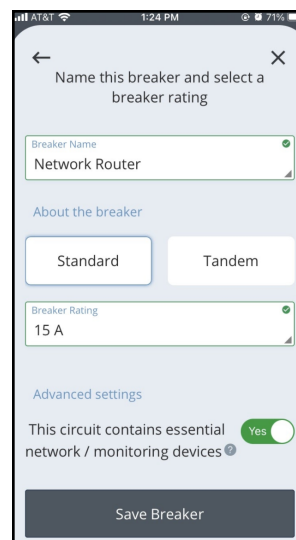 AT&T 1:24 PM 71%
Name this breaker and select a
breaker rating
Breaker Name
Network Router
About the breaker
Standard Tandem
Breaker Rating
15 A
Advanced settings
This circuit contains essential Yes
network / monitoring devices ?
Save Breaker